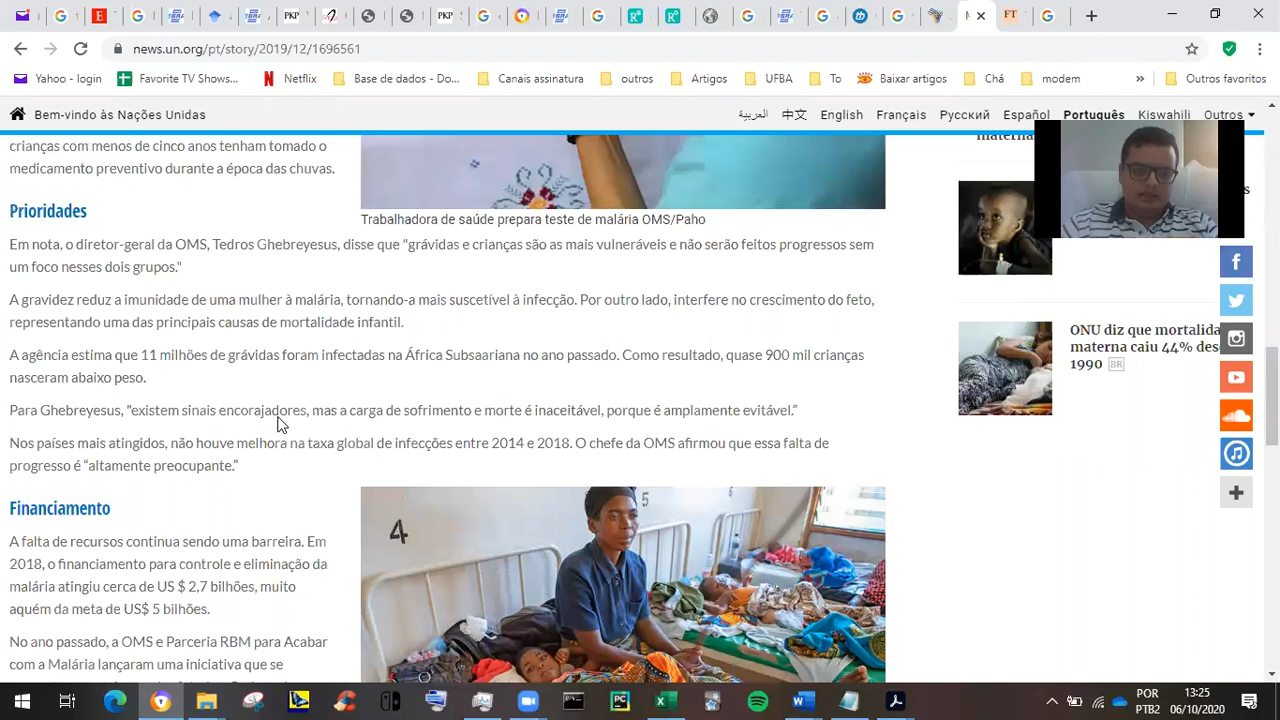 FT
news.un.org/pt/story/2019/12/1696561
Yahoo - login
Favorite TV Shows...
Netflix
Base de dados - Do...
Canais assinatura
outros
Artigos
UFBA
To
Baixar artigos
Chá
modem
»
Outros favoritos
Bem-vindo às Nações Unidas
العربية
中文
English
Français
Русский
Español
Português
Kiswahili
Outros
crianças com menos de cinco anos tenham tomado o
medicamento preventivo durante a época das chuvas.
Trabalhadora de saúde prepara teste de malária OMS/Paho
Prioridades
Em nota, o diretor-geral da OMS, Tedros Ghebreyesus, disse que "grávidas e crianças são as mais vulneráveis e não serão feitos progressos sem
um foco nesses dois grupos."
A gravidez reduz a imunidade de uma mulher à malária, tornando-a mais suscetível à infecção. Por outro lado, interfere no crescimento do feto,
representando uma das principais causas de mortalidade infantil.
A agência estima que 11 milhões de grávidas foram infectadas na África Subsaariana no ano passado. Como resultado, quase 900 mil crianças
nasceram abaixo peso.
Para Ghebreyesus, "existem sinais encorajadores, mas a carga de sofrimento e morte é inaceitável, porque é amplamente evitável.”
Nos países mais atingidos, não houve melhora na taxa global de infecções entre 2014 e 2018. O chefe da OMS afirmou que essa falta de
progresso é “altamente preocupante.”
Financiamento
A falta de recursos continua sendo uma barreira. Em
2018, o financiamento para controle e eliminação da
malária atingiu cerca de US $ 2,7 bilhões, muito
aquém da meta de US$ 5 bilhões.
No ano passado, a OMS e Parceria RBM para Acabar
com a Malária lançaram uma iniciativa que se
4
5
ONU diz que mortalida
materna caiu 44% des
1990 BR
POR
PTB2
13:25
06/10/2020